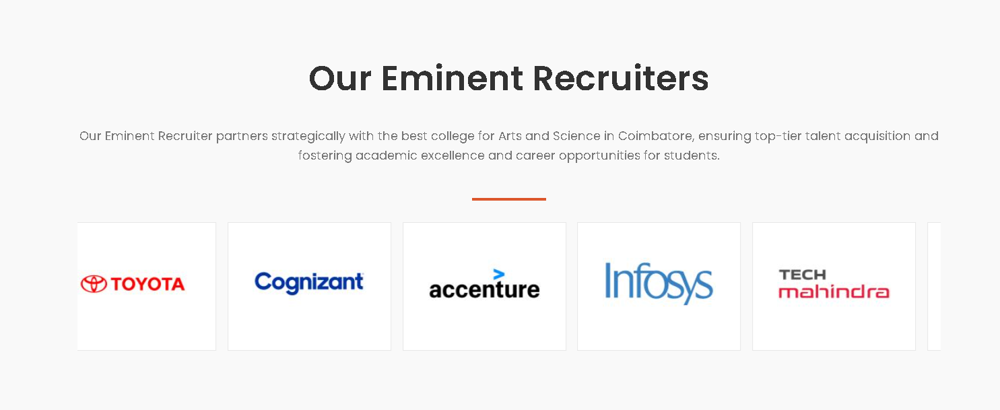 Our Eminent Recruiters
Our Eminent Recruiter partners strategically with the best college for Arts and Science in Coimbatore, ensuring top-tier talent acquisition and
fostering academic excellence and career opportunities for students.
TOYOTA
Cognizant
accenture
Infosys
TECH
mahindra